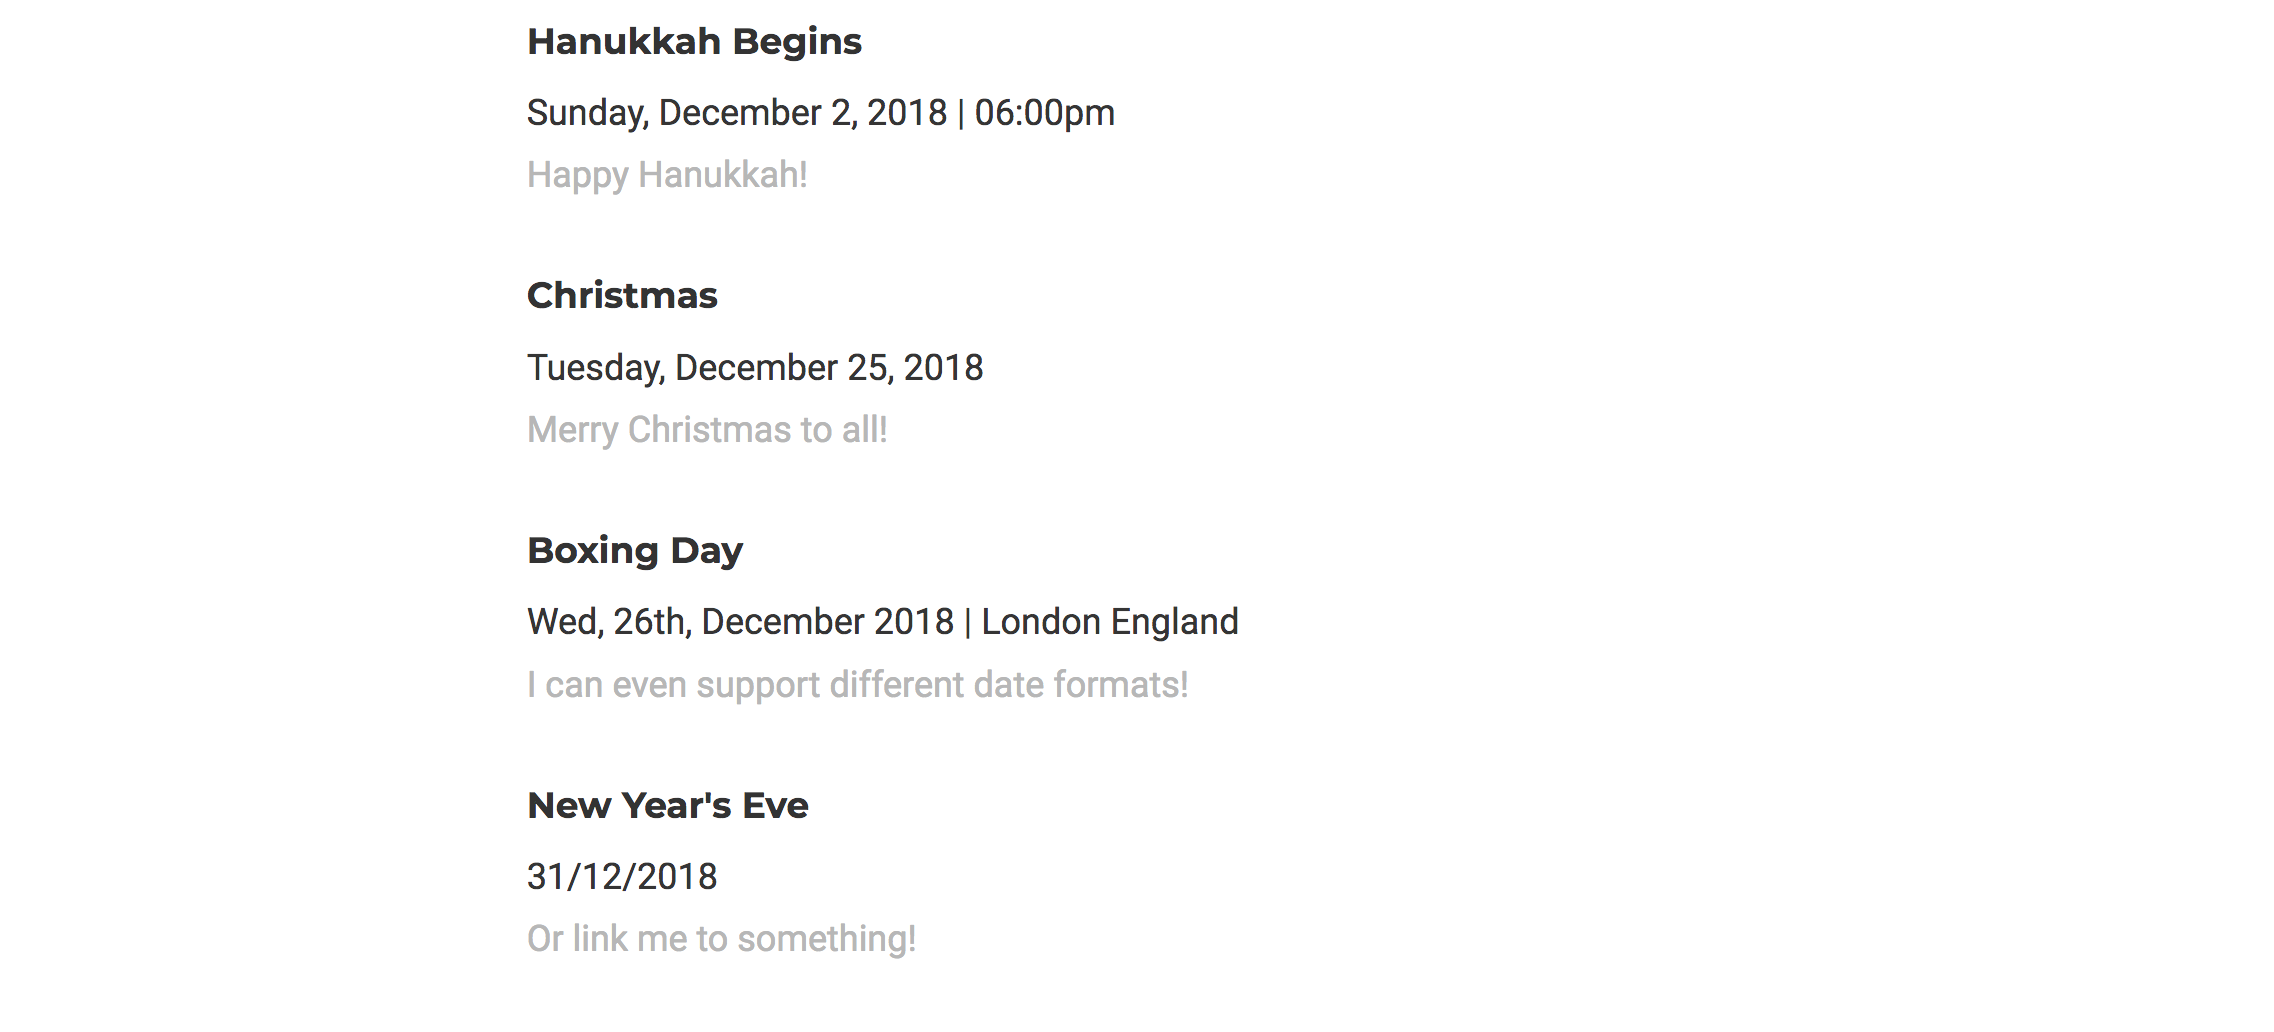 Hanukkah Begins
Sunday, December 2, 2018 | 06:00pm
Happy Hanukkah!
Christmas
Tuesday, December 25, 2018
Merry Christmas to all!
Boxing Day
Wed, 26th, December 2018 | London England
I can even support different date formats!
New Year's Eve
31/12/2018
Or link me to something!